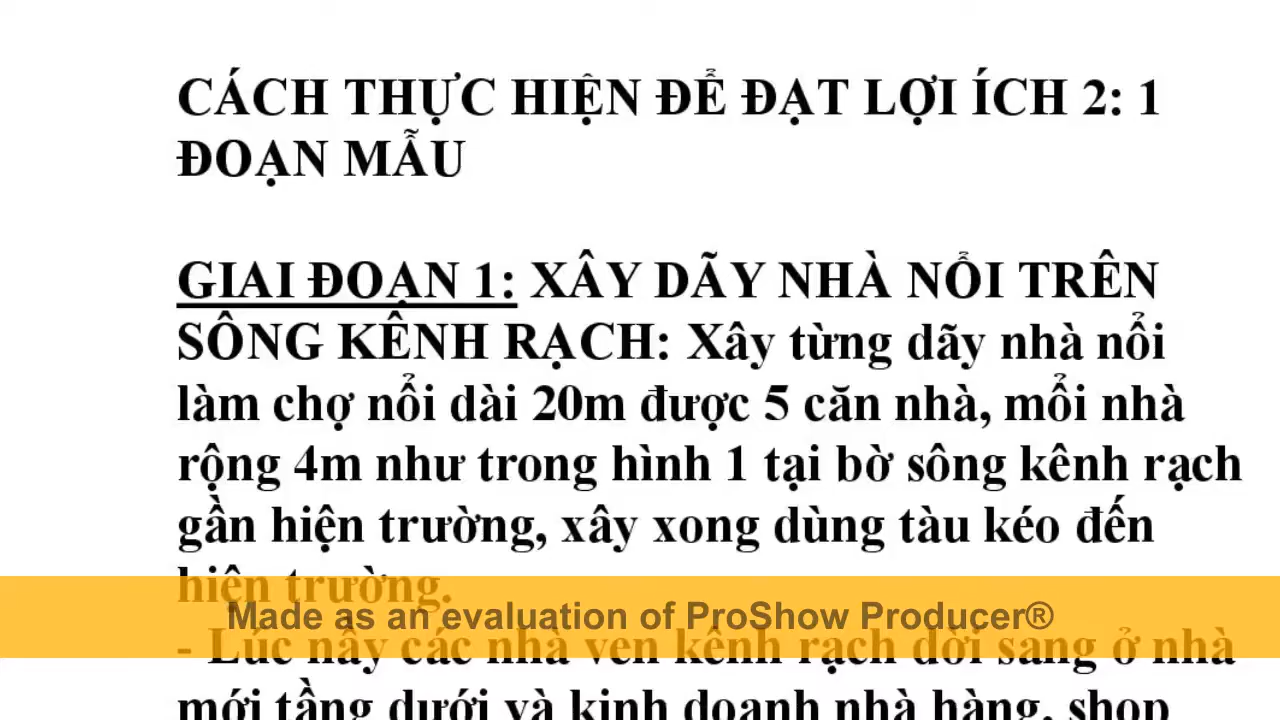 CÁCH THỰC HIỆN ĐỂ ĐẠT LỢI ÍCH 2: 1
ĐOẠN MẪU
GIAI ĐOẠN 1: XÂY DÃY NHÀ NỔI TRÊN
SÔNG KÊNH RẠCH: Xây từng dãy nhà nổi
làm chợ nổi dài 20m được 5 căn nhà, mổi nhà
rộng 4m như trong hình 1 tại bờ sông kênh rạch
gần hiện trường, xây xong dùng tàu kéo đến
hiện trường.
Made as an evaluation of ProShow Producer®
- Lúc nầy các nhà ven kênh rạch dời sang ở nhà
mới tầng dưới và kinh doanh nhà hàng, shop